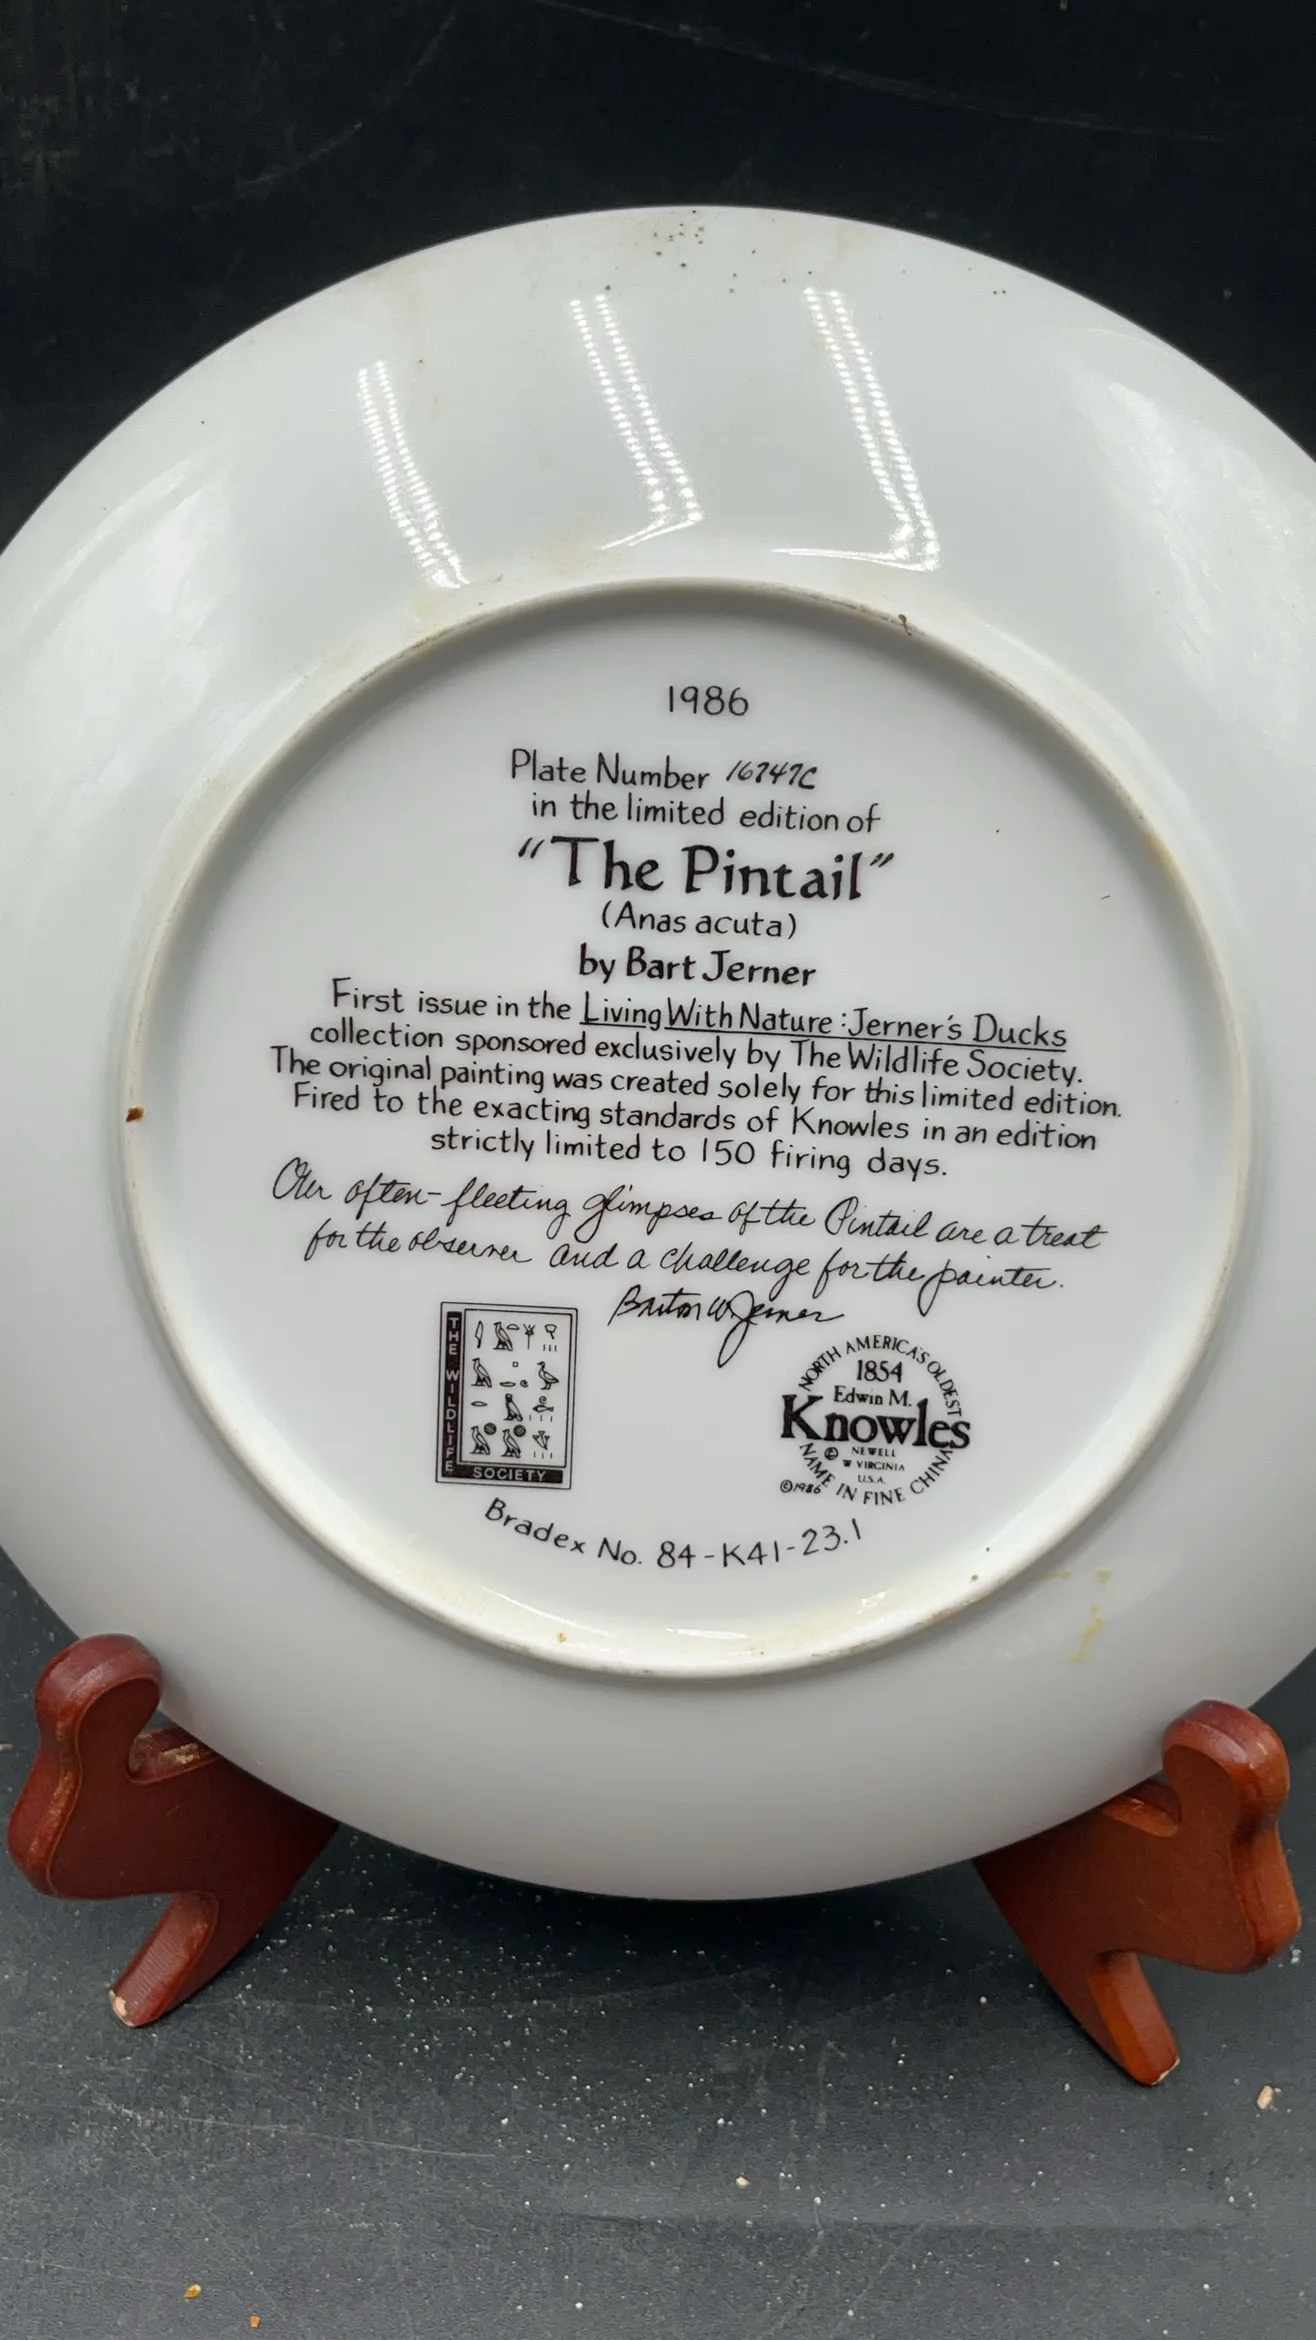 1986
Plate Number 16747C
in the limited edition of
"The Pintail"
(Anas acuta)
by Bart Jerner
First issue in the Living With Nature: Jerner's Ducks
collection sponsored exclusively by The Wildlife Society.
The original painting was created solely for this limited edition.
Fired to the exacting standards of Knowles in an edition
strictly limited to 150 firing days.
Our often-fleeting glimpses of the Pintail are a treat
for the observer and a challenge for the painter.
Barton W. Jerner
THE WILDLIFE
SOCIETY
NORTH AMERICA'S OLDEST
1854
Edwin M.
Knowles
©
NEWELL
W VIRGINIA
U.S.A.
NAME IN FINE CHINA
©1986
Bradex No. 84-K41-23.1